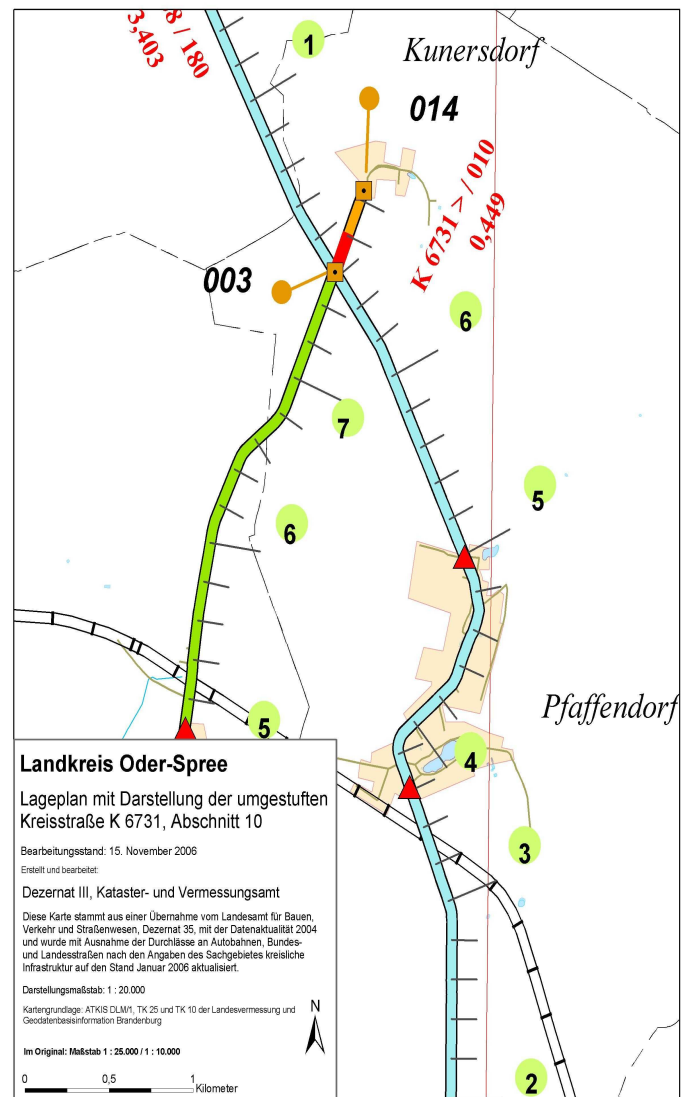 8 / 180
3,403
1
Kunersdorf
014
K 6731 > / 010
0,449
003
6
7
5
6
Pfaffendorf
5
4
3
2
Landkreis Oder-Spree
Lageplan mit Darstellung der umgestuften
Kreisstraße K 6731, Abschnitt 10
Bearbeitungsstand: 15. November 2006
Erstellt und bearbeitet:
Dezernat III, Kataster- und Vermessungsamt
Diese Karte stammt aus einer Übernahme vom Landesamt für Bauen,
Verkehr und Straßenwesen, Dezernat 35, mit der Datenaktualität 2004
und wurde mit Ausnahme der Durchlässe an Autobahnen, Bundes-
und Landesstraßen nach den Angaben des Sachgebietes kreisliche
Infrastruktur auf den Stand Januar 2006 aktualisiert.
Darstellungsmaßstab: 1 : 20.000
Kartengrundlage: ATKIS DLM/1, TK 25 und TK 10 der Landesvermessung und
Geodatenbasisinformation Brandenburg
N
Im Original: Maßstab 1 : 25.000 / 1 : 10.000
0 0,5 1
Kilometer